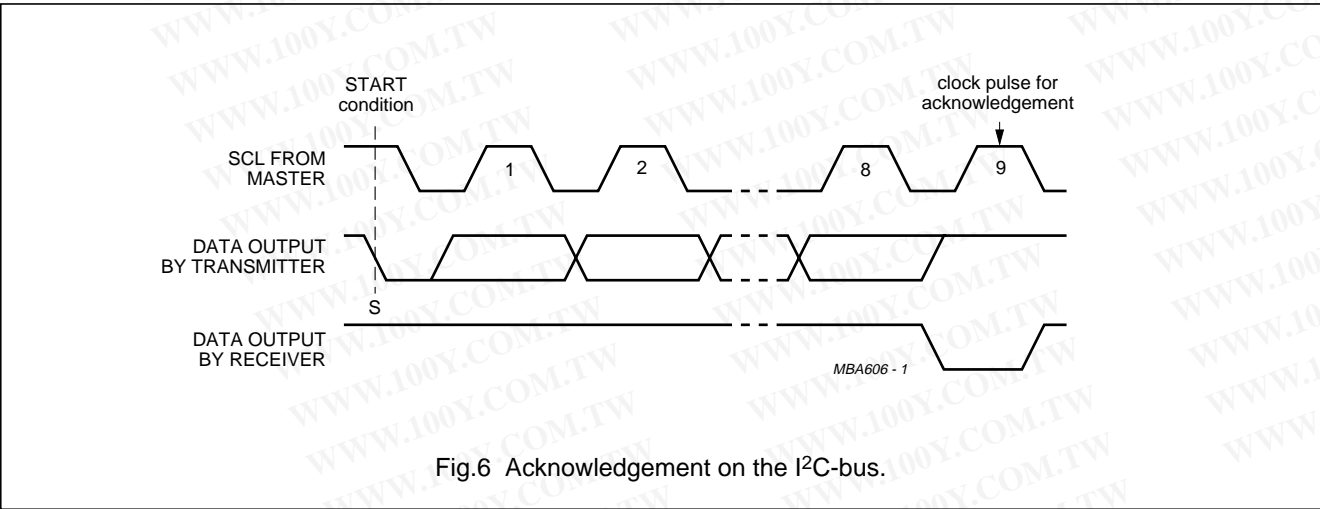 START
condition
clock pulse for
acknowledgement
SCL FROM
MASTER
1
2
8
9
DATA OUTPUT
BY TRANSMITTER
S
DATA OUTPUT
BY RECEIVER
MBA606 - 1
Fig.6 Acknowledgement on the I²C-bus.
WWW.100Y.COM.TW